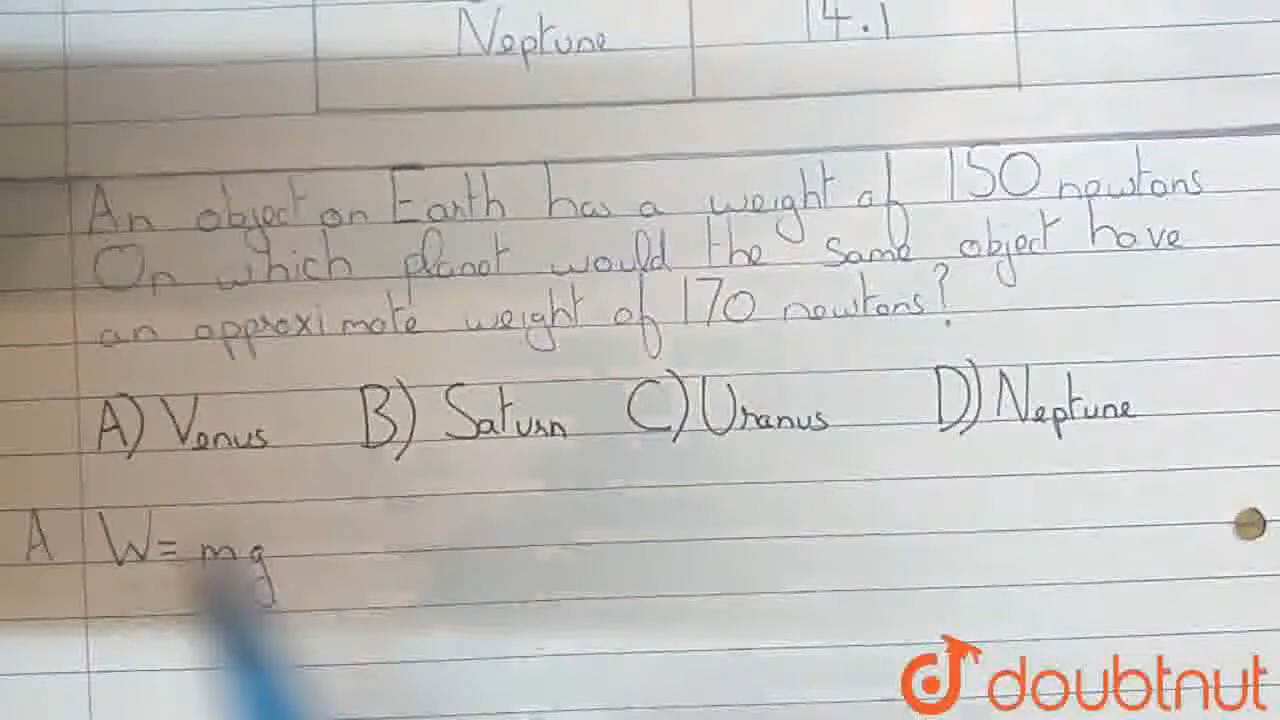 Neptune 14.1
An object on Earth has a weight of 150 newtons
On which planet would the same object have
an approximate weight of 170 newtons?
A) Venus B) Saturn C) Uranus D) Neptune
A W= mg
doubtnut